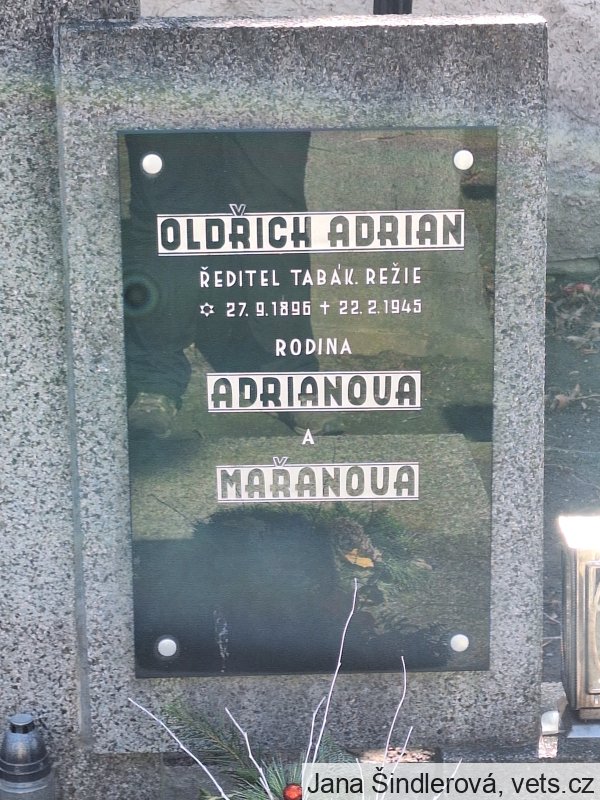 OLDŘICH ADRIAN
ŘEDITEL TABÁK. REŽIE
✡ 27. 9. 1896 † 22. 2. 1945
RODINA
ADRIANOVA
A
MAŘANOVA
Jana Šindlerová, vets.cz